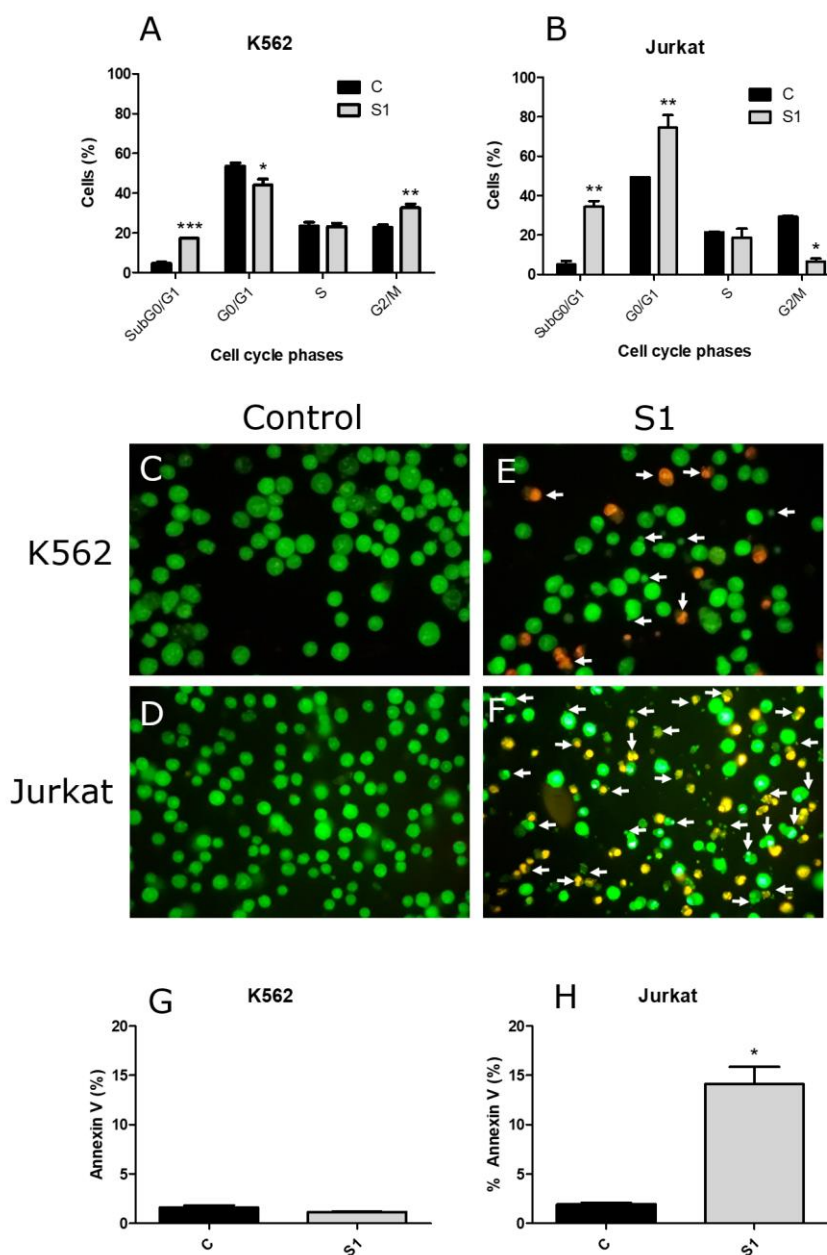 A
K562
Cells (%)
100
80
60
40
20
0
C
S1
***
*
**
SubG0/G1
G0/G1
S
G2/M
Cell cycle phases
B
Jurkat
Cells (%)
100
80
60
40
20
0
C
S1
**
**
*
SubG0/G1
G0/G1
S
G2/M
Cell cycle phases
Control
S1
K562
C
E
Jurkat
D
F
G
K562
Annexin V (%)
20
15
10
5
0
C
S1
H
Jurkat
% Annexin V (%)
20
15
10
5
0
*
C
S1